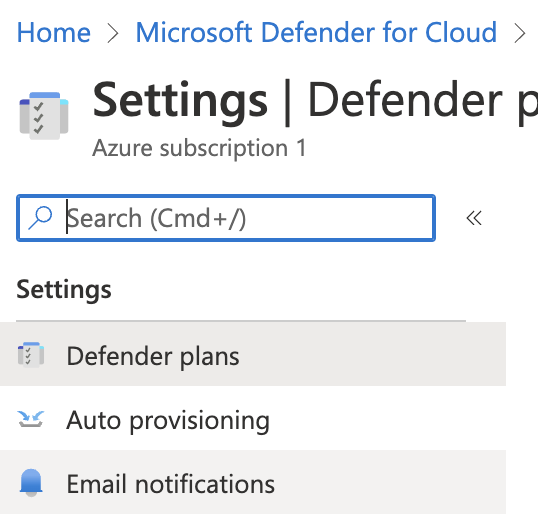 Home > Microsoft Defender for Cloud >
Settings | Defender p
Azure subscription 1
Search (Cmd+/)
Settings
Defender plans
Auto provisioning
Email notifications